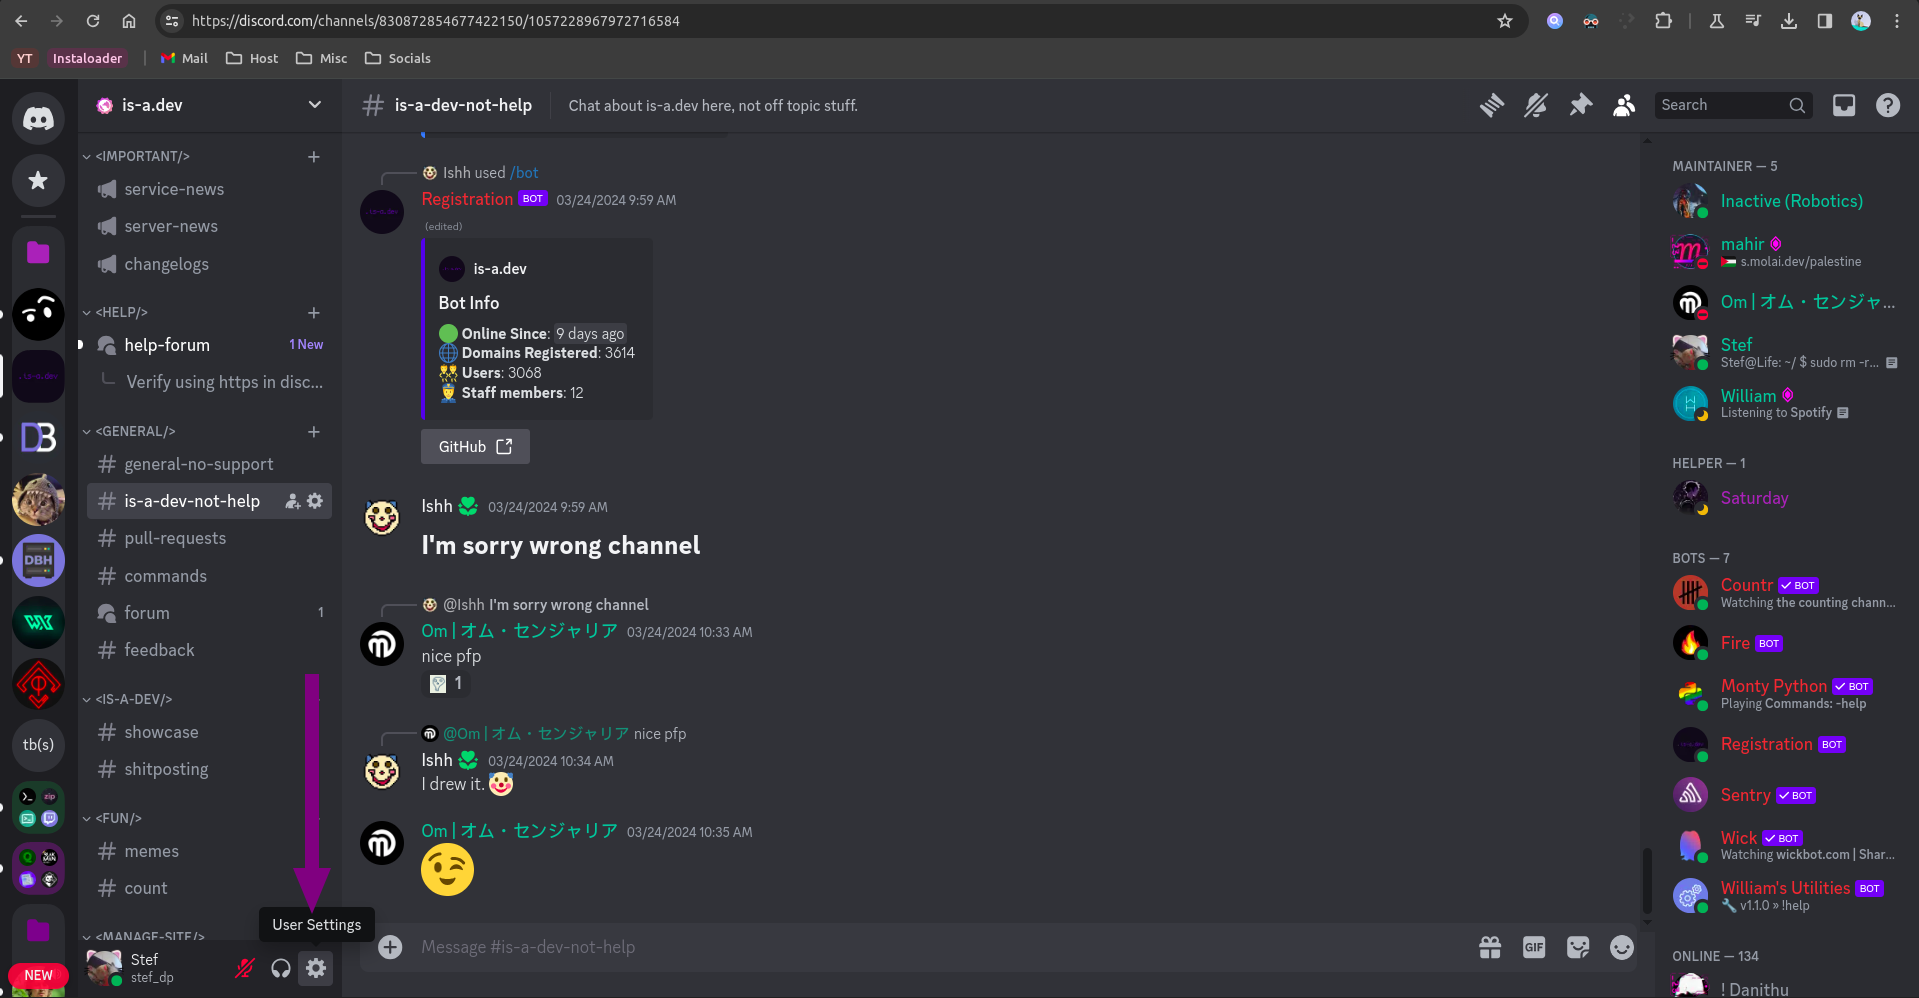 https://discord.com/channels/830872854677422150/1057228967972716584
YT
Instaloader
Mail
Host
Misc
Socials
is-a.dev
is-a-dev-not-help
Chat about is-a.dev here, not off topic stuff.
Search
<IMPORTANT/>
service-news
server-news
changelogs
<HELP/>
help-forum
1 New
Verify using https in disc...
<GENERAL/>
general-no-support
is-a-dev-not-help
pull-requests
commands
forum
1
feedback
<IS-A-DEV/>
showcase
shitposting
<FUN/>
memes
count
<MANAGE-SITE/>
User Settings
Stef
stef_dp
DBH
tb(s)
zip
NEW
Ishh used /bot
Registration BOT 03/24/2024 9:59 AM
(edited)
is-a.dev
Bot Info
Online Since: 9 days ago
Domains Registered: 3614
Users: 3068
Staff members: 12
GitHub
Ishh 03/24/2024 9:59 AM
I'm sorry wrong channel
@Ishh I'm sorry wrong channel
Om | オム・センジャリア 03/24/2024 10:33 AM
nice pfp
1
@Om | オム・センジャリア nice pfp
Ishh 03/24/2024 10:34 AM
I drew it.
Om | オム・センジャリア 03/24/2024 10:35 AM
Message #is-a-dev-not-help
GIF
MAINTAINER — 5
Inactive (Robotics)
mahir
s.molai.dev/palestine
Om | オム・センジャ...
Stef
Stef@Life: ~/ $ sudo rm -r...
William
Listening to Spotify
HELPER — 1
Saturday
BOTS — 7
Countr BOT
Watching the counting chann...
Fire BOT
Monty Python BOT
Playing Commands: -help
Registration BOT
Sentry BOT
Wick BOT
Watching wickbot.com | Shar...
William's Utilities BOT
v1.1.0 » !help
ONLINE — 134
! Danithu